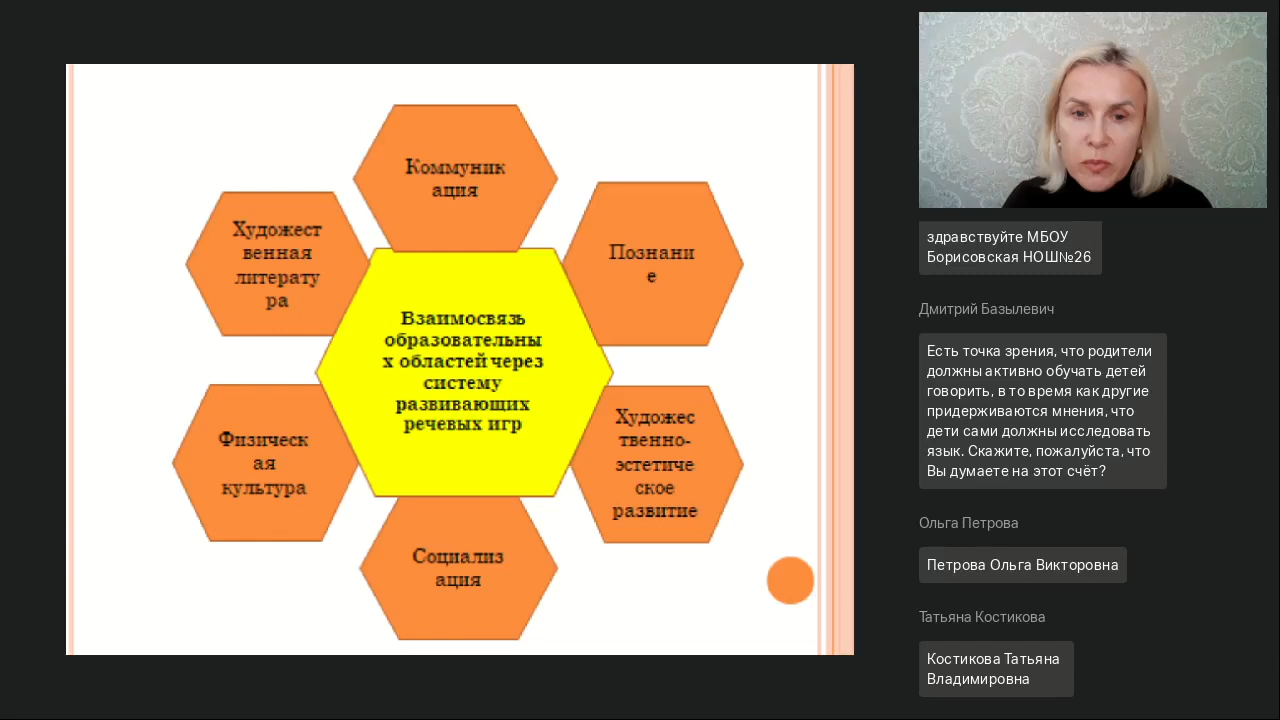 Коммуник
ация
Познани
е
Художес
твенно-
эстетиче
ское
развитие
Социализ
ация
Физическ
ая
культура
Художест
венная
литерату
ра
Взаимосвязь
образовательны
х областей через
систему
развивающих
речевых игр
здравствуйте МБОУ
Борисовская НОШ№26
Дмитрий Базылевич
Есть точка зрения, что родители
должны активно обучать детей
говорить, в то время как другие
придерживаются мнения, что
дети сами должны исследовать
язык. Скажите, пожалуйста, что
Вы думаете на этот счёт?
Ольга Петрова
Петрова Ольга Викторовна
Татьяна Костикова
Костикова Татьяна
Владимировна